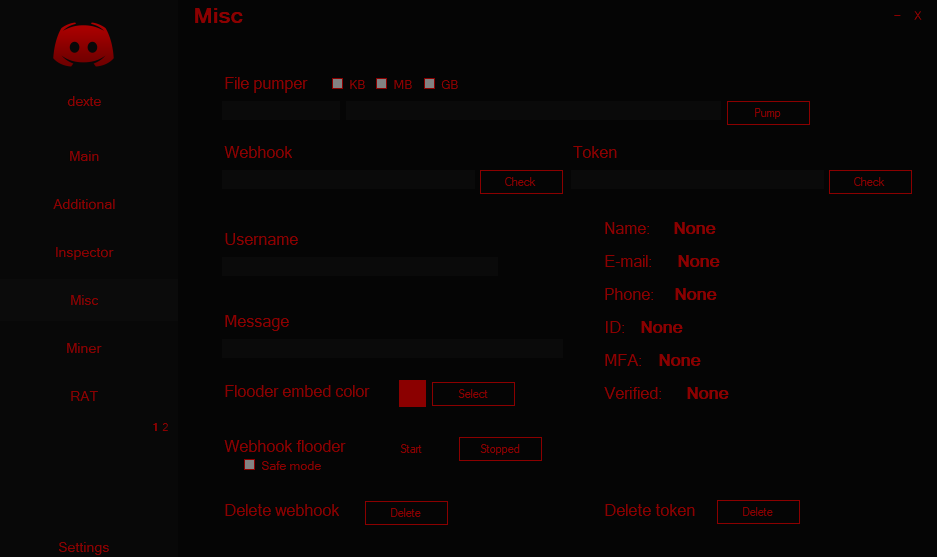 Misc
– X
dexte
Main
Additional
Inspector
Misc
Miner
RAT
1 2
Settings
File pumper KB MB GB
Pump
Webhook
Check
Token
Check
Username
Message
Flooder embed color Select
Webhook flooder Start Stopped
Safe mode
Delete webhook Delete
Name: None
E-mail: None
Phone: None
ID: None
MFA: None
Verified: None
Delete token Delete